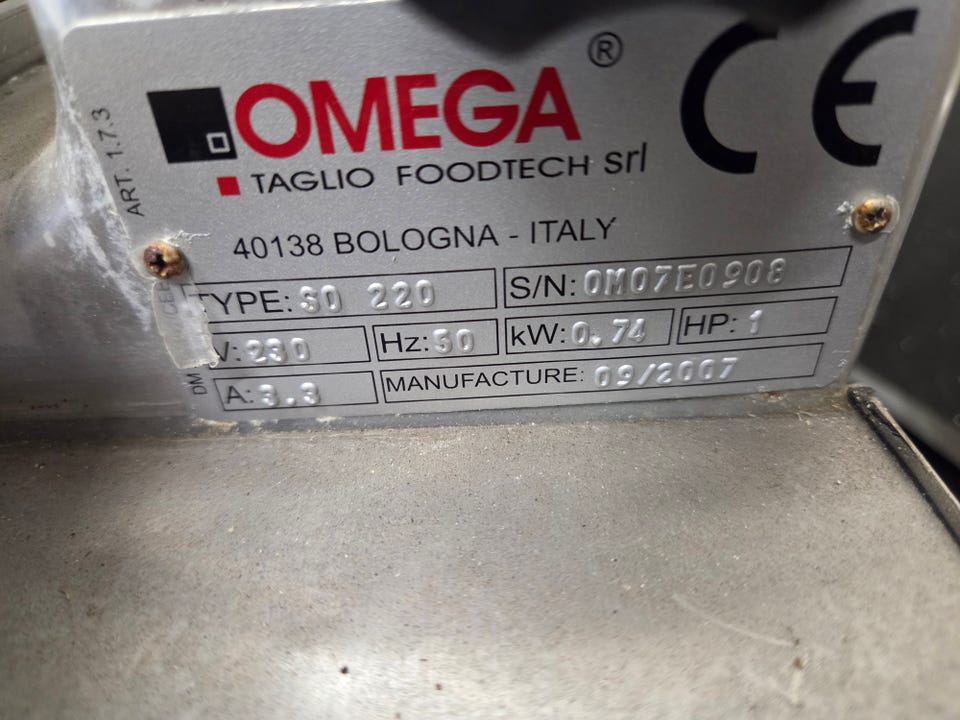 OMEGA®
TAGLIO FOODTECH srl
CE
ART. 1.7.3
40138 BOLOGNA - ITALY
TYPE: SO 220
S/N: OM07E0908
V: 230
Hz: 50
kW: 0.74
HP: 1
A: 3.3
MANUFACTURE: 09/2007
DM